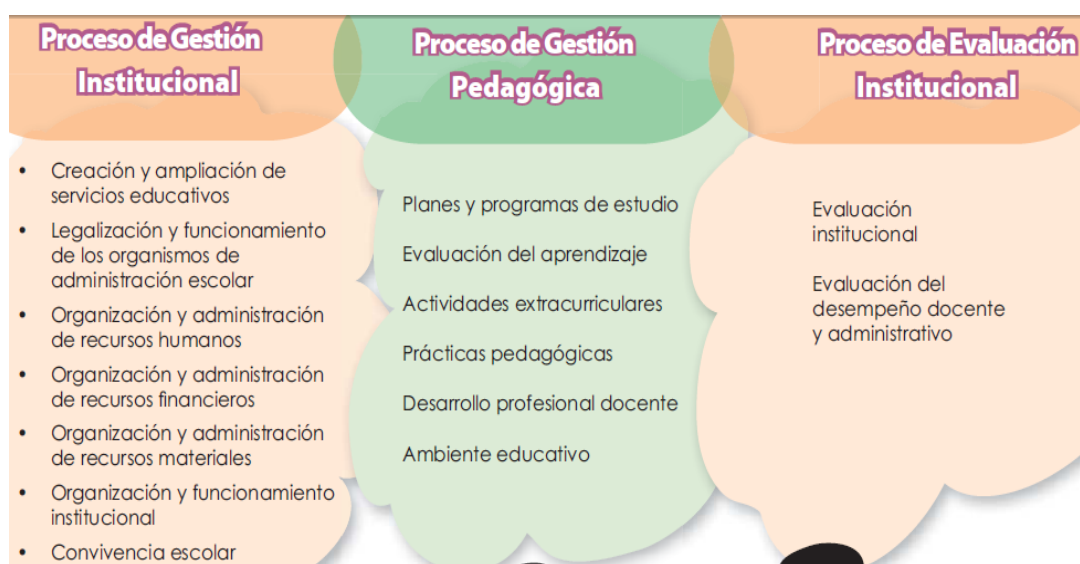 Proceso de Gestión
Institucional
• Creación y ampliación de
servicios educativos
• Legalización y funcionamiento
de los organismos de
administración escolar
• Organización y administración
de recursos humanos
• Organización y administración
de recursos financieros
• Organización y administración
de recursos materiales
• Organización y funcionamiento
institucional
• Convivencia escolar
Proceso de Gestión
Pedagógica
Planes y programas de estudio
Evaluación del aprendizaje
Actividades extracurriculares
Prácticas pedagógicas
Desarrollo profesional docente
Ambiente educativo
Proceso de Evaluación
Institucional
Evaluación
institucional
Evaluación del
desempeño docente
y administrativo